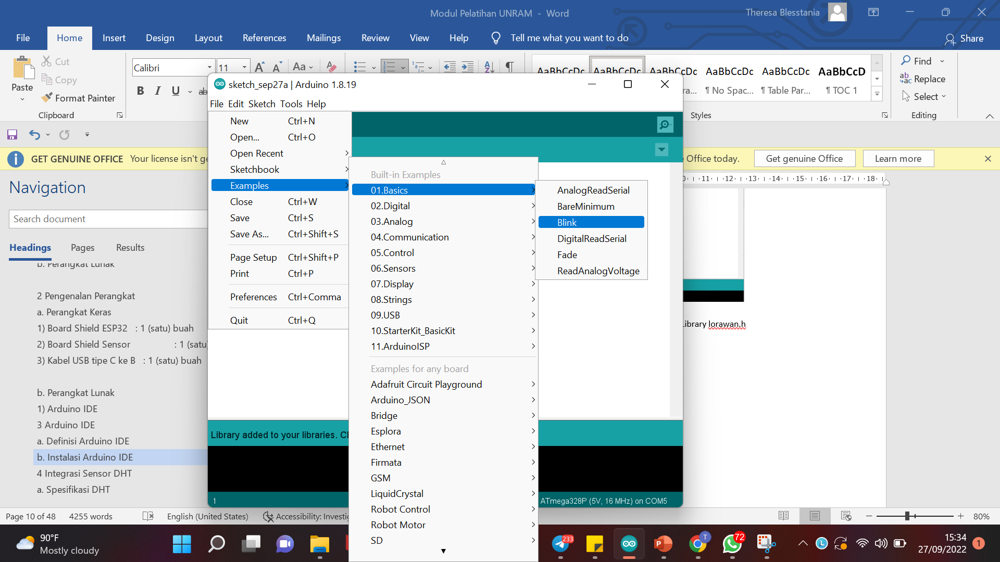 Modul Pelatihan UNRAM - Word
Theresa Blesstania
File Home Insert Design Layout References Mailings Review View Help Tell me what you want to do Share
Paste
Cut
Copy
Format Painter
Clipboard
Calibri 11
Aa
B I U ab
AaBbCcDc AaBbCcDc AaBbCcDc AaBbCcDc AaBbCcDc AaBbCcD
¶ No Spac... ¶ Table Par... ¶ TOC 1
Styles
Find
Replace
Select
Editing
sketch_sep27a | Arduino 1.8.19
File Edit Sketch Tools Help
New Ctrl+N
Open... Ctrl+O
Open Recent
Sketchbook
Examples
Close Ctrl+W
Save Ctrl+S
Save As... Ctrl+Shift+S
Page Setup Ctrl+Shift+P
Print Ctrl+P
Preferences Ctrl+Comma
Quit Ctrl+Q
Built-in Examples
01.Basics
02.Digital
03.Analog
04.Communication
05.Control
06.Sensors
07.Display
08.Strings
09.USB
10.StarterKit_BasicKit
11.ArduinoISP
Examples for any board
Adafruit Circuit Playground
Arduino_JSON
Bridge
Esplora
Ethernet
Firmata
GSM
LiquidCrystal
Robot Control
Robot Motor
SD
AnalogReadSerial
BareMinimum
Blink
DigitalReadSerial
Fade
ReadAnalogVoltage
GET GENUINE OFFICE Your license isn't ge
Office today. Get genuine Office Learn more
11 12 13 14 15 16 17 18
Navigation
Search document
Headings Pages Results
b. Perangkat Lunak
2 Pengenalan Perangkat
a. Perangkat Keras
1) Board Shield ESP32 : 1 (satu) buah
2) Board Shield Sensor : 1 (satu)
3) Kabel USB tipe C ke B : 1 (satu) buah
b. Perangkat Lunak
1) Arduino IDE
3 Arduino IDE
a. Definisi Arduino IDE
b. Instalasi Arduino IDE
4 Integrasi Sensor DHT
a. Spesifikasi DHT
Library lorawan.h
Library added to your libraries. Cl
1
ATmega328P (5V, 16 MHz) on COM5
Page 10 of 48 4255 words English (United States) Accessibility: Investig
80%
90°F
Mostly cloudy
233
T
72
L
15:34
27/09/2022
1